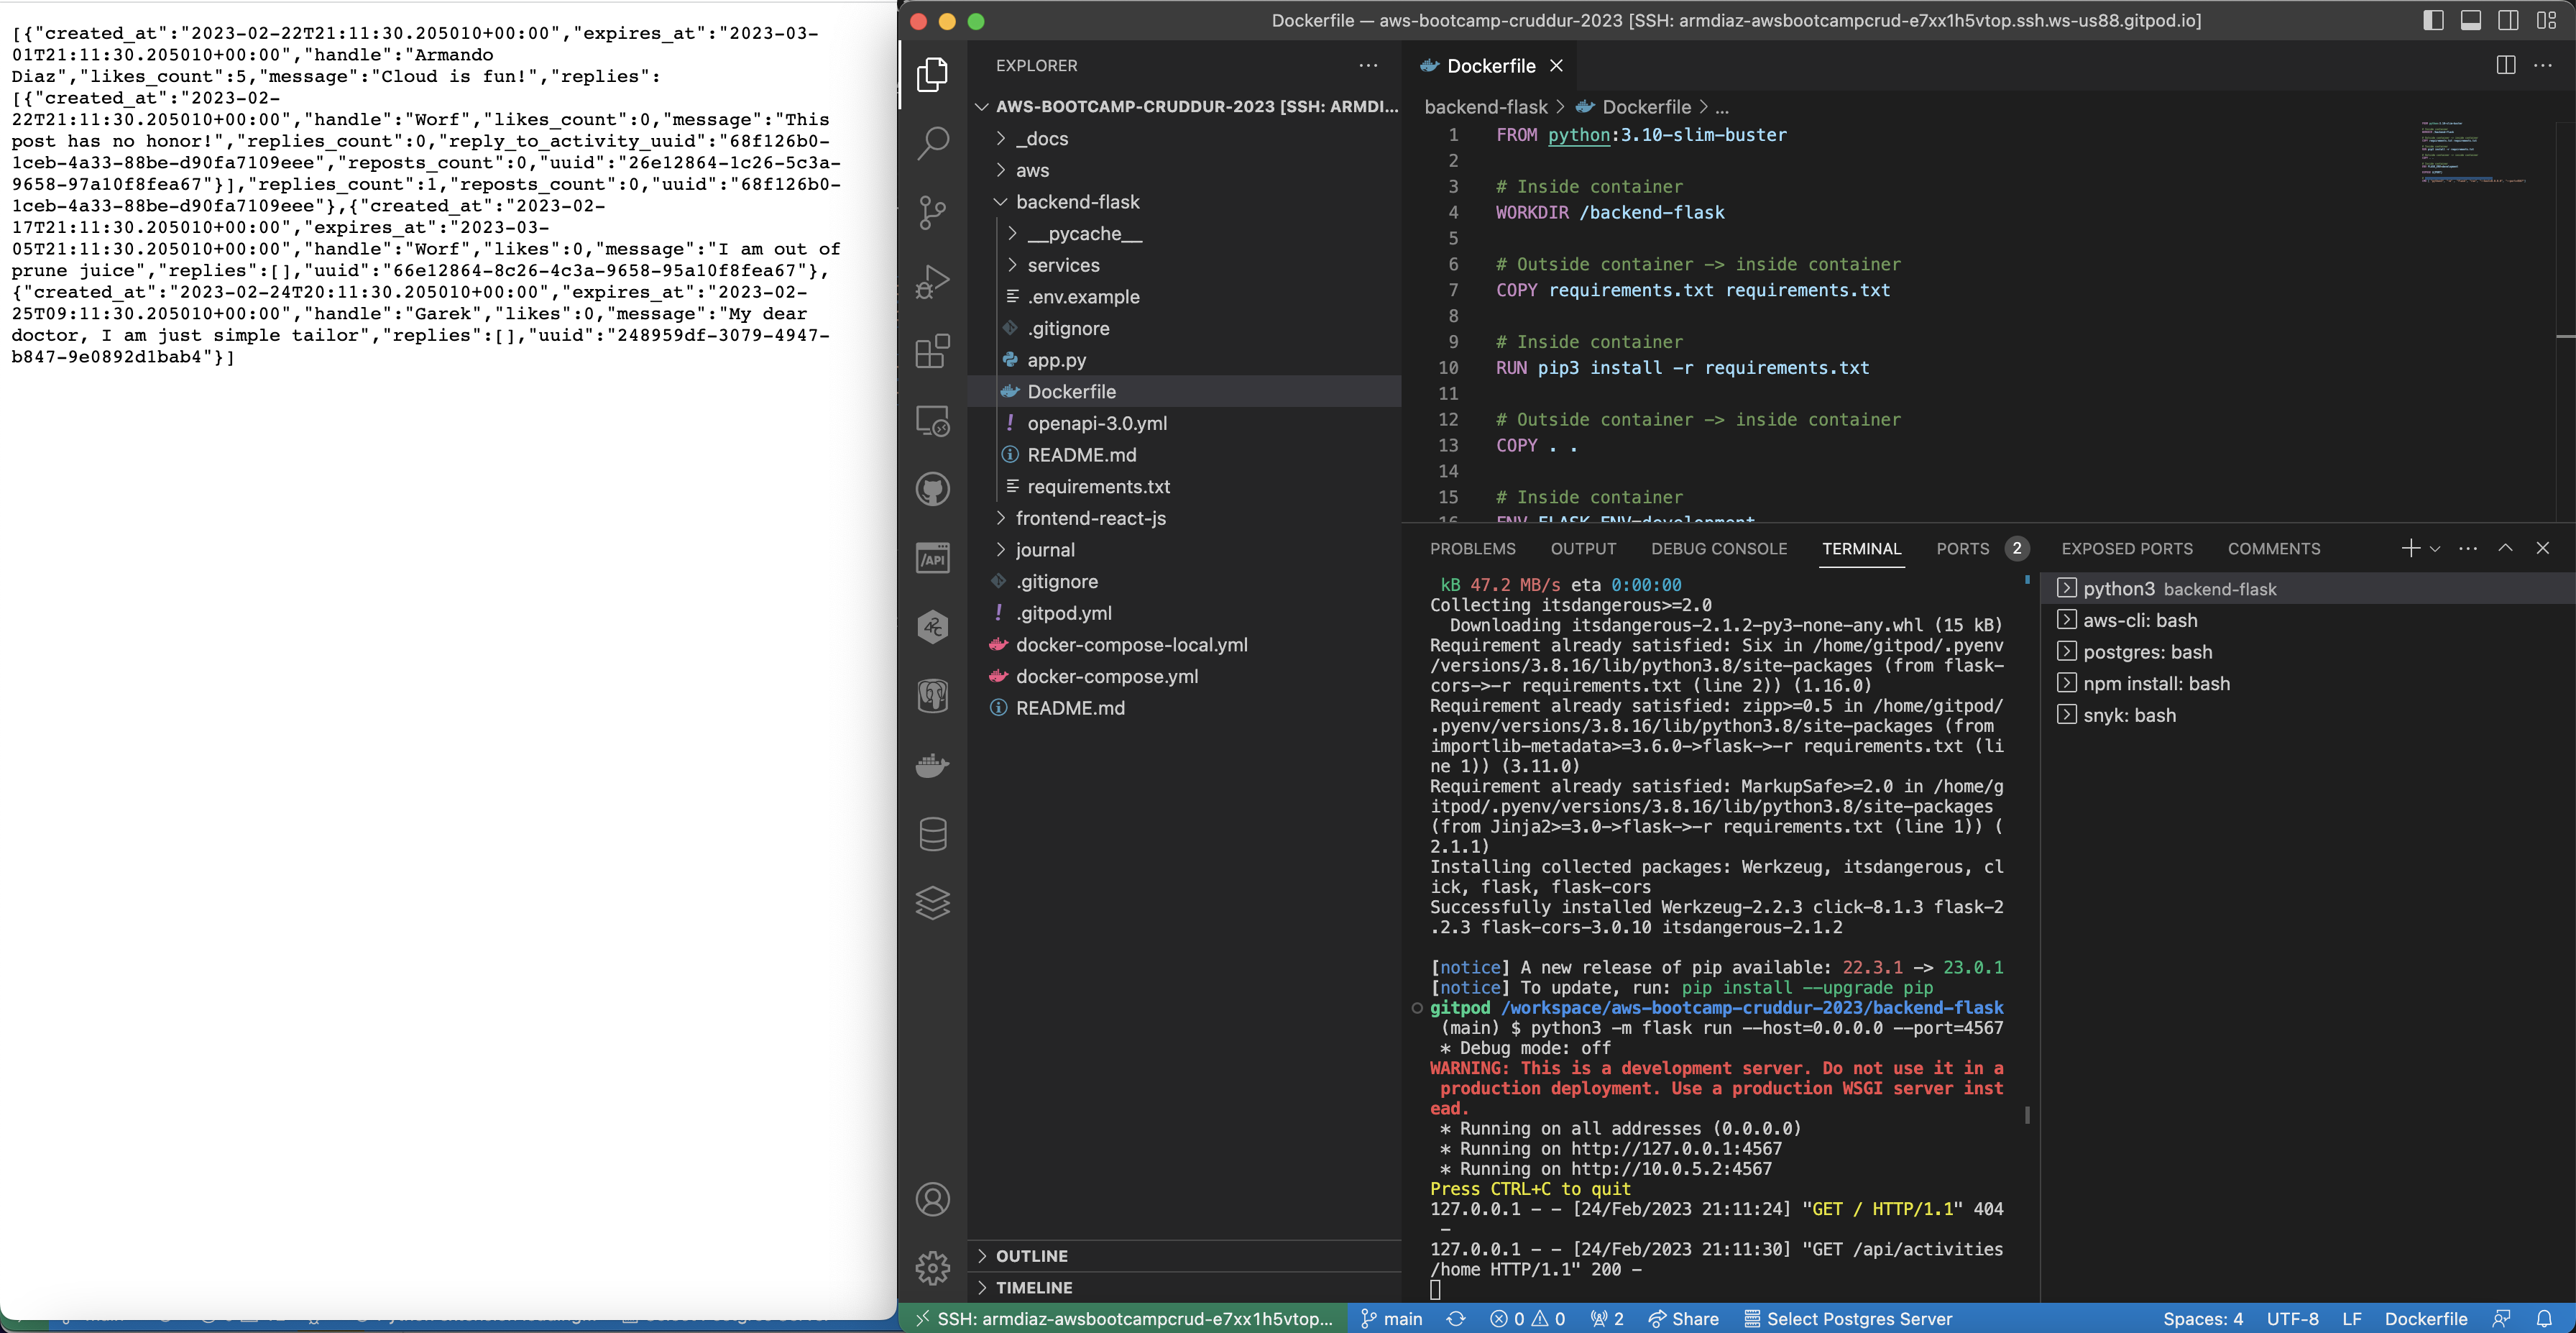 [{"created_at":"2023-02-22T21:11:30.205010+00:00","expires_at":"2023-03-
01T21:11:30.205010+00:00","handle":"Armando
Diaz","likes_count":5,"message":"Cloud is fun!","replies":
[{"created_at":"2023-02-
22T21:11:30.205010+00:00","handle":"Worf","likes_count":0,"message":"This
post has no honor!","replies_count":0,"reply_to_activity_uuid":"68f126b0-
1ceb-4a33-88be-d90fa7109eee","reposts_count":0,"uuid":"26e12864-1c26-5c3a-
9658-97a10f8fea67"}],"replies_count":1,"reposts_count":0,"uuid":"68f126b0-
1ceb-4a33-88be-d90fa7109eee"},{"created_at":"2023-02-
17T21:11:30.205010+00:00","expires_at":"2023-03-
05T21:11:30.205010+00:00","handle":"Worf","likes":0,"message":"I am out of
prune juice","replies":[],"uuid":"66e12864-8c26-4c3a-9658-95a10f8fea67"},
{"created_at":"2023-02-24T20:11:30.205010+00:00","expires_at":"2023-02-
25T09:11:30.205010+00:00","handle":"Garek","likes":0,"message":"My dear
doctor, I am just simple tailor","replies":[],"uuid":"248959df-3079-4947-
b847-9e0892d1bab4"}]
Dockerfile — aws-bootcamp-cruddur-2023 [SSH: armdiaz-awsbootcampcrud-e7xx1h5vtop.ssh.ws-us88.gitpod.io]
EXPLORER
AWS-BOOTCAMP-CRUDDUR-2023 [SSH: ARMDI...
_docs
aws
backend-flask
__pycache__
services
.env.example
.gitignore
app.py
Dockerfile
openapi-3.0.yml
README.md
requirements.txt
frontend-react-js
journal
.gitignore
.gitpod.yml
docker-compose-local.yml
docker-compose.yml
README.md
OUTLINE
TIMELINE
/API
42C
Dockerfile
backend-flask > Dockerfile > ...
1 FROM python:3.10-slim-buster
2
3 # Inside container
4 WORKDIR /backend-flask
5
6 # Outside container -> inside container
7 COPY requirements.txt requirements.txt
8
9 # Inside container
10 RUN pip3 install -r requirements.txt
11
12 # Outside container -> inside container
13 COPY . .
14
15 # Inside container
16 ENV FLASK_ENV=development
PROBLEMS OUTPUT DEBUG CONSOLE TERMINAL PORTS 2 EXPOSED PORTS COMMENTS
kB 47.2 MB/s eta 0:00:00
Collecting itsdangerous>=2.0
Downloading itsdangerous-2.1.2-py3-none-any.whl (15 kB)
Requirement already satisfied: Six in /home/gitpod/.pyenv
/versions/3.8.16/lib/python3.8/site-packages (from flask-
cors->-r requirements.txt (line 2)) (1.16.0)
Requirement already satisfied: zipp>=0.5 in /home/gitpod/
.pyenv/versions/3.8.16/lib/python3.8/site-packages (from
importlib-metadata>=3.6.0->flask->-r requirements.txt (li
ne 1)) (3.11.0)
Requirement already satisfied: MarkupSafe>=2.0 in /home/g
itpod/.pyenv/versions/3.8.16/lib/python3.8/site-packages
(from Jinja2>=3.0->flask->-r requirements.txt (line 1)) (
2.1.1)
Installing collected packages: Werkzeug, itsdangerous, cl
ick, flask, flask-cors
Successfully installed Werkzeug-2.2.3 click-8.1.3 flask-2
.2.3 flask-cors-3.0.10 itsdangerous-2.1.2
[notice] A new release of pip available: 22.3.1 -> 23.0.1
[notice] To update, run: pip install --upgrade pip
gitpod /workspace/aws-bootcamp-cruddur-2023/backend-flask
(main) $ python3 -m flask run --host=0.0.0.0 --port=4567
* Debug mode: off
WARNING: This is a development server. Do not use it in a
production deployment. Use a production WSGI server inst
ead.
* Running on all addresses (0.0.0.0)
* Running on http://127.0.0.1:4567
* Running on http://10.0.5.2:4567
Press CTRL+C to quit
127.0.0.1 - - [24/Feb/2023 21:11:24] "GET / HTTP/1.1" 404
-
127.0.0.1 - - [24/Feb/2023 21:11:30] "GET /api/activities
/home HTTP/1.1" 200 -
python3 backend-flask
aws-cli: bash
postgres: bash
npm install: bash
snyk: bash
SSH: armdiaz-awsbootcampcrud-e7xx1h5vtop... main 0 0 2 Share Select Postgres Server Spaces: 4 UTF-8 LF Dockerfile